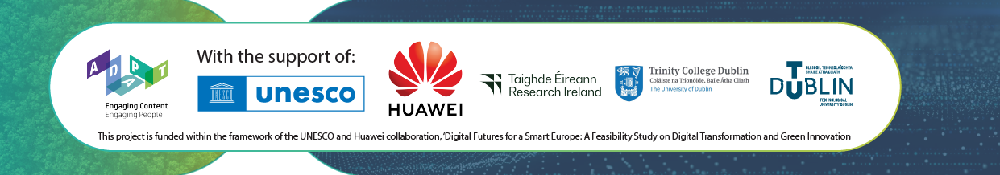 ADAPT
Engaging Content
Engaging People
With the support of:
UNESCO
unesco
HUAWEI
Taighde Éireann
Research Ireland
Trinity College Dublin
Coláiste na Tríonóide, Baile Átha Cliath
The University of Dublin
OLLSCOIL TEICNEOLAÍOCHTA
BHAILE ÁTHA CLIATH
TU DUBLIN
TECHNOLOGICAL
UNIVERSITY DUBLIN
This project is funded within the framework of the UNESCO and Huawei collaboration, ‘Digital Futures for a Smart Europe: A Feasibility Study on Digital Transformation and Green Innovation